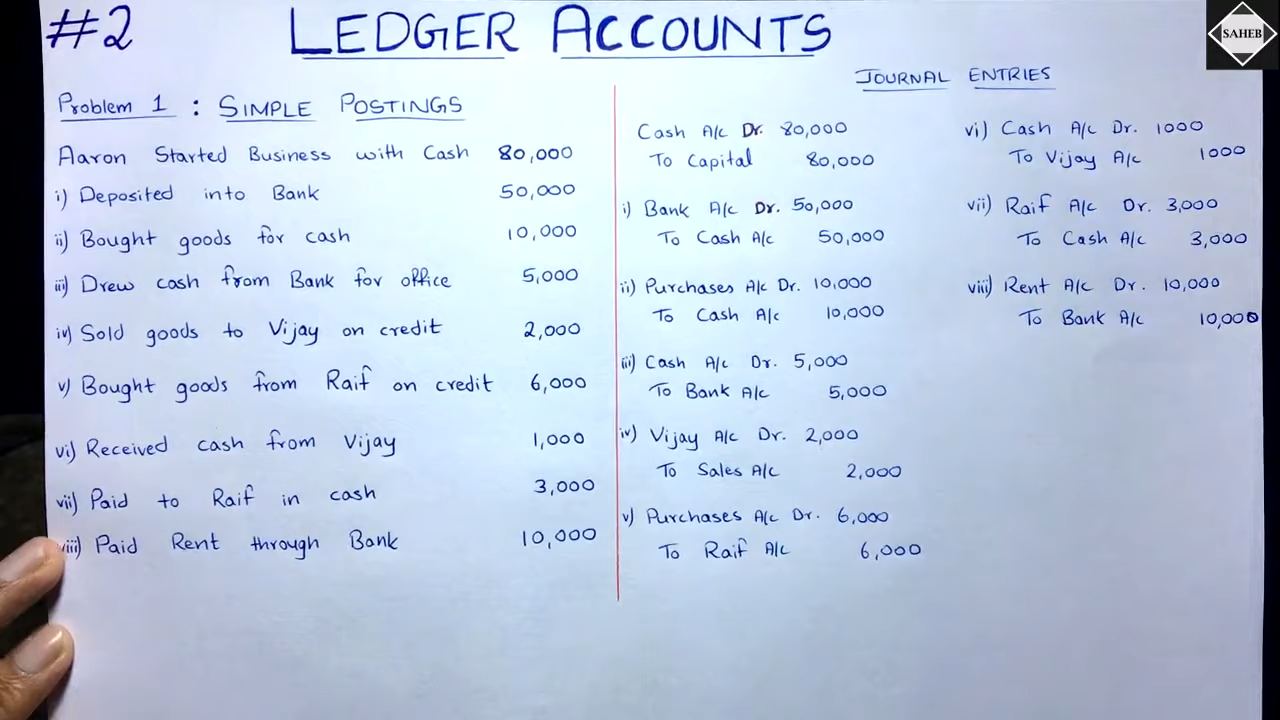 #2 LEDGER ACCOUNTS
SAHEB
Problem 1 : SIMPLE POSTINGS
Aaron Started Business with Cash 80,000
i) Deposited into Bank 50,000
ii) Bought goods for cash 10,000
iii) Drew cash from Bank for office 5,000
iv) Sold goods to Vijay on credit 2,000
v) Bought goods from Raif on credit 6,000
vi) Received cash from Vijay 1,000
vii) Paid to Raif in cash 3,000
viii) Paid Rent through Bank 10,000
JOURNAL ENTRIES
Cash A/c Dr. 80,000
To Capital 80,000
i) Bank A/c Dr. 50,000
To Cash A/c 50,000
ii) Purchases A/c Dr. 10,000
To Cash A/c 10,000
iii) Cash A/c Dr. 5,000
To Bank A/c 5,000
iv) Vijay A/c Dr. 2,000
To Sales A/c 2,000
v) Purchases A/c Dr. 6,000
To Raif A/c 6,000
vi) Cash A/c Dr. 1000
To Vijay A/c 1000
vii) Raif A/c Dr. 3,000
To Cash A/c 3,000
viii) Rent A/c Dr. 10,000
To Bank A/c 10,000